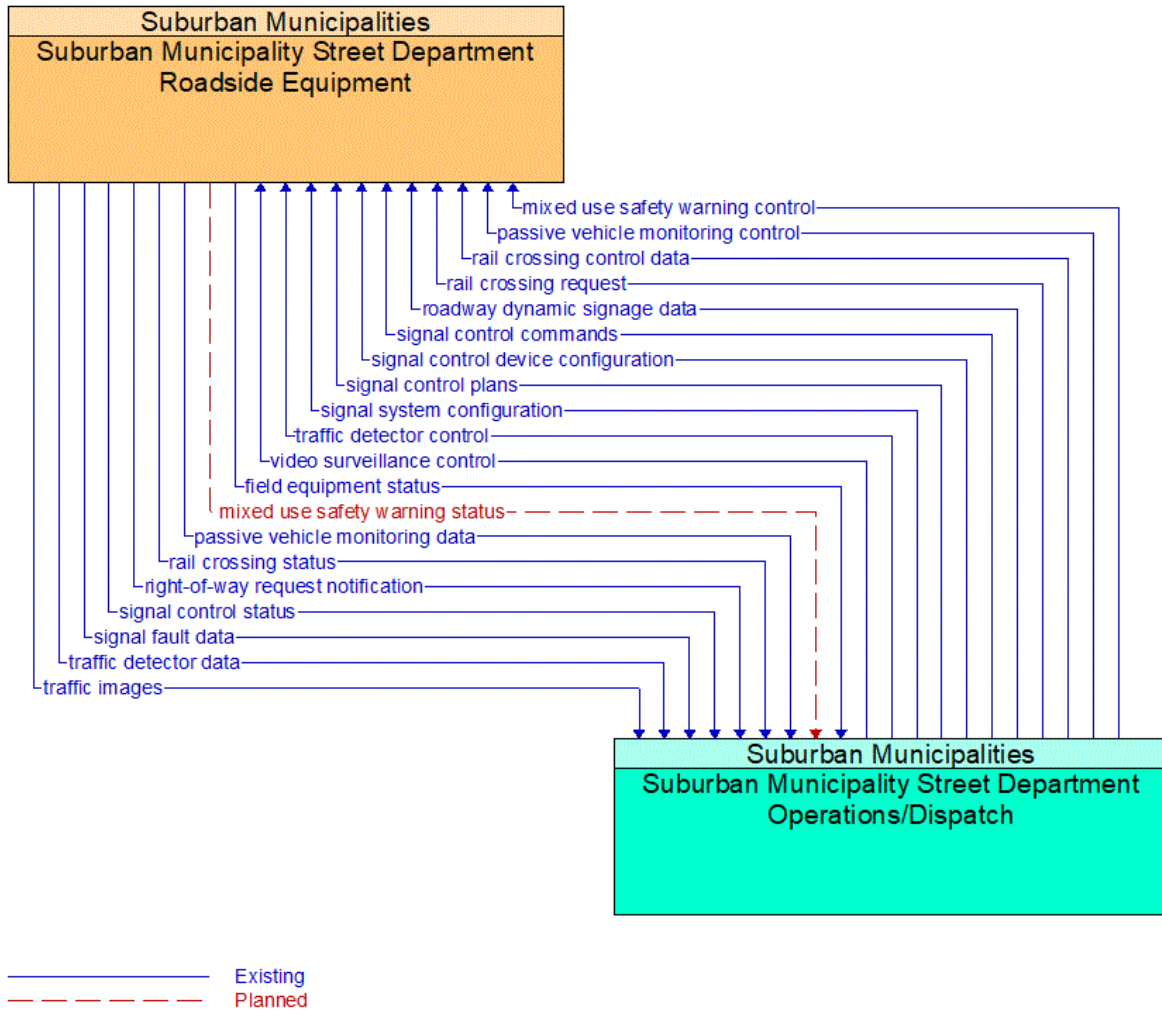 Suburban Municipalities
Suburban Municipality Street Department
Roadside Equipment
mixed use safety warning control
passive vehicle monitoring control
rail crossing control data
rail crossing request
roadway dynamic signage data
signal control commands
signal control device configuration
signal control plans
signal system configuration
traffic detector control
video surveillance control
field equipment status
mixed use safety warning status
passive vehicle monitoring data
rail crossing status
right-of-way request notification
signal control status
signal fault data
traffic detector data
traffic images
Suburban Municipalities
Suburban Municipality Street Department
Operations/Dispatch
Existing
Planned